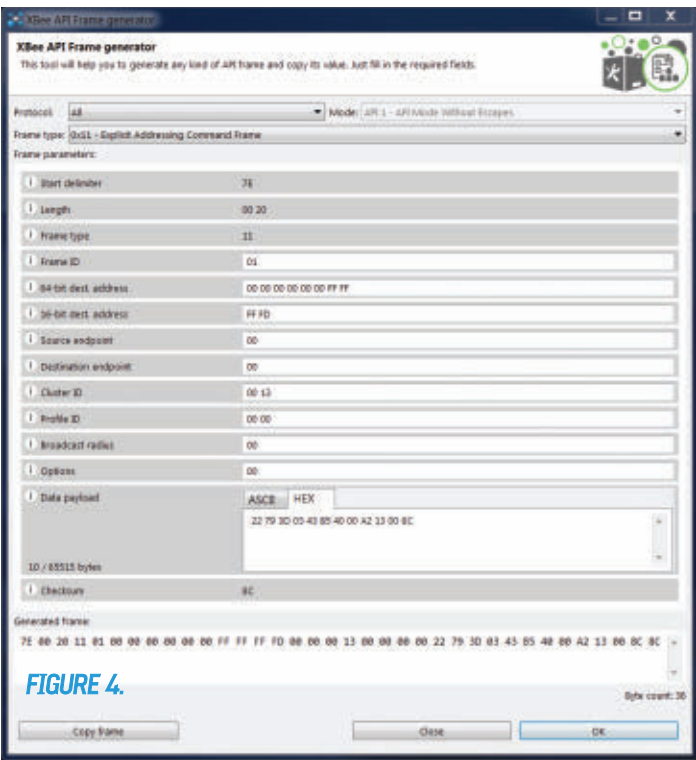 XBee API Frame generator
XBee API Frame generator
This tool will help you to generate any kind of API frame and copy its value. Just fill in the required fields.
Protocol: All Mode: API 1 - API Mode Without Escapes
Frame type: 0x11 - Explicit Addressing Command Frame
Frame parameters:
i Start delimiter 7E
i Length 00 20
i Frame type 11
i Frame ID 01
i 64-bit dest. address 00 00 00 00 00 00 FF FF
i 16-bit dest. address FF FD
i Source endpoint 00
i Destination endpoint 00
i Cluster ID 00 13
i Profile ID 00 00
i Broadcast radius 00
i Options 00
i Data payload ASCII HEX
22 79 3D 03 43 B5 40 00 A2 13 00 8C
/ 65515 bytes
i Checksum 8C
Generated frame:
7E 00 20 11 01 00 00 00 00 00 00 FF FF FF FD 00 00 00 13 00 00 00 00 22 79 3D 03 43 B5 40 00 A2 13 00 8C 8C
FIGURE 4.
Byte count: 36
Copy frame Close OK